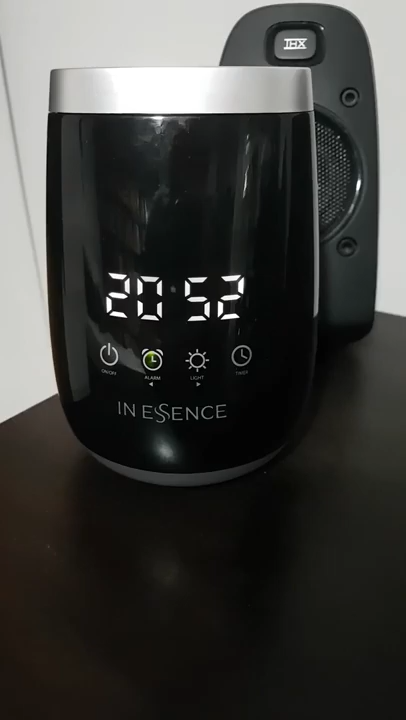 THX
20:52
ON/OFF
ALARM
LIGHT
TIMER
IN ESSENCE